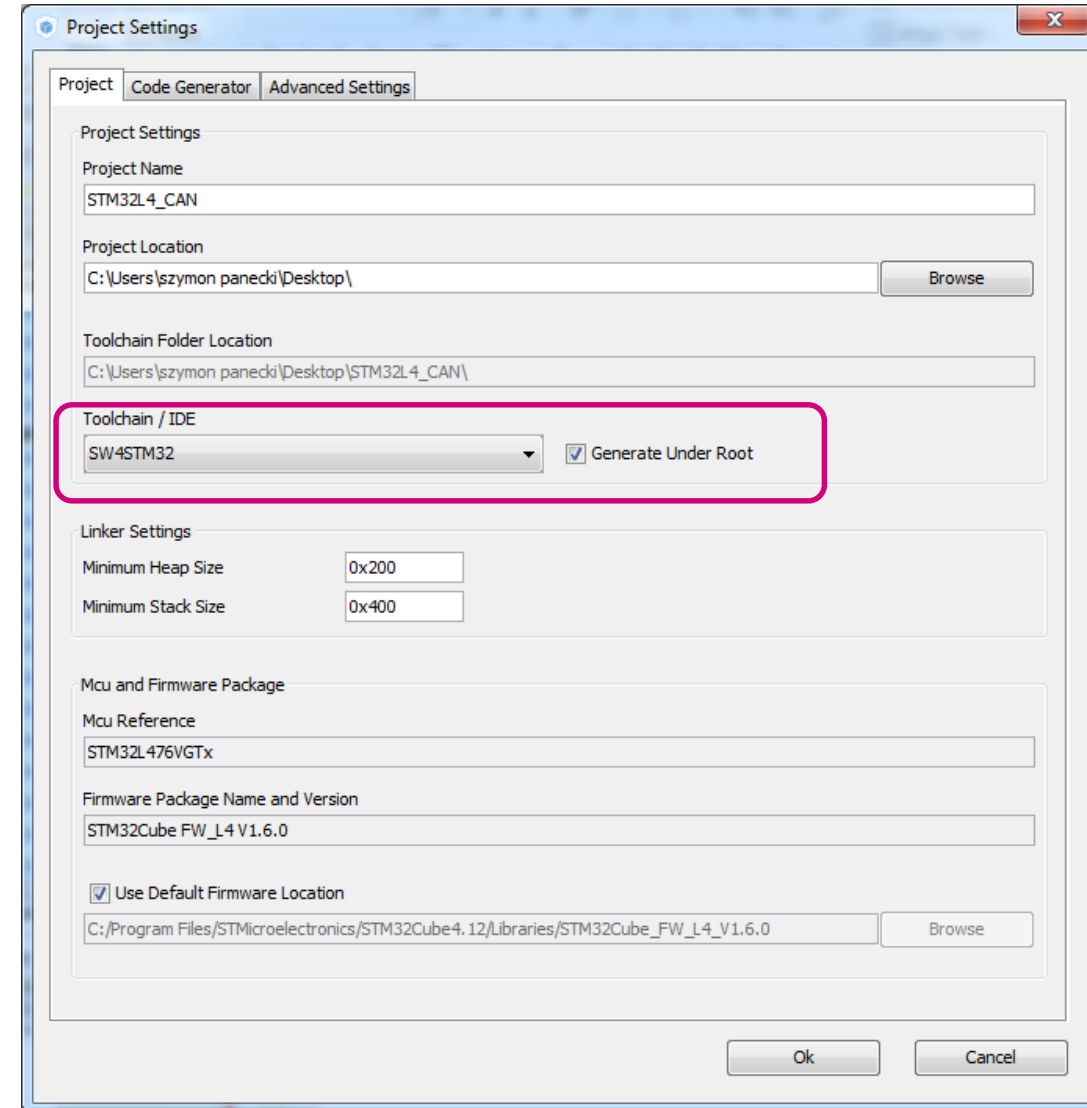 Project Settings
Project
Code Generator
Advanced Settings
Project Settings
Project Name
STM32L4_CAN
Project Location
C:\Users\szymon panecki\Desktop\
Browse
Toolchain Folder Location
C:\Users\szymon panecki\Desktop\STM32L4_CAN\
Toolchain / IDE
SW4STM32
Generate Under Root
Linker Settings
Minimum Heap Size
0x200
Minimum Stack Size
0x400
Mcu and Firmware Package
Mcu Reference
STM32L476VGTx
Firmware Package Name and Version
STM32Cube FW_L4 V1.6.0
Use Default Firmware Location
C:/Program Files/STMicroelectronics/STM32Cube4.12/Libraries/STM32Cube_FW_L4_V1.6.0
Browse
Ok
Cancel